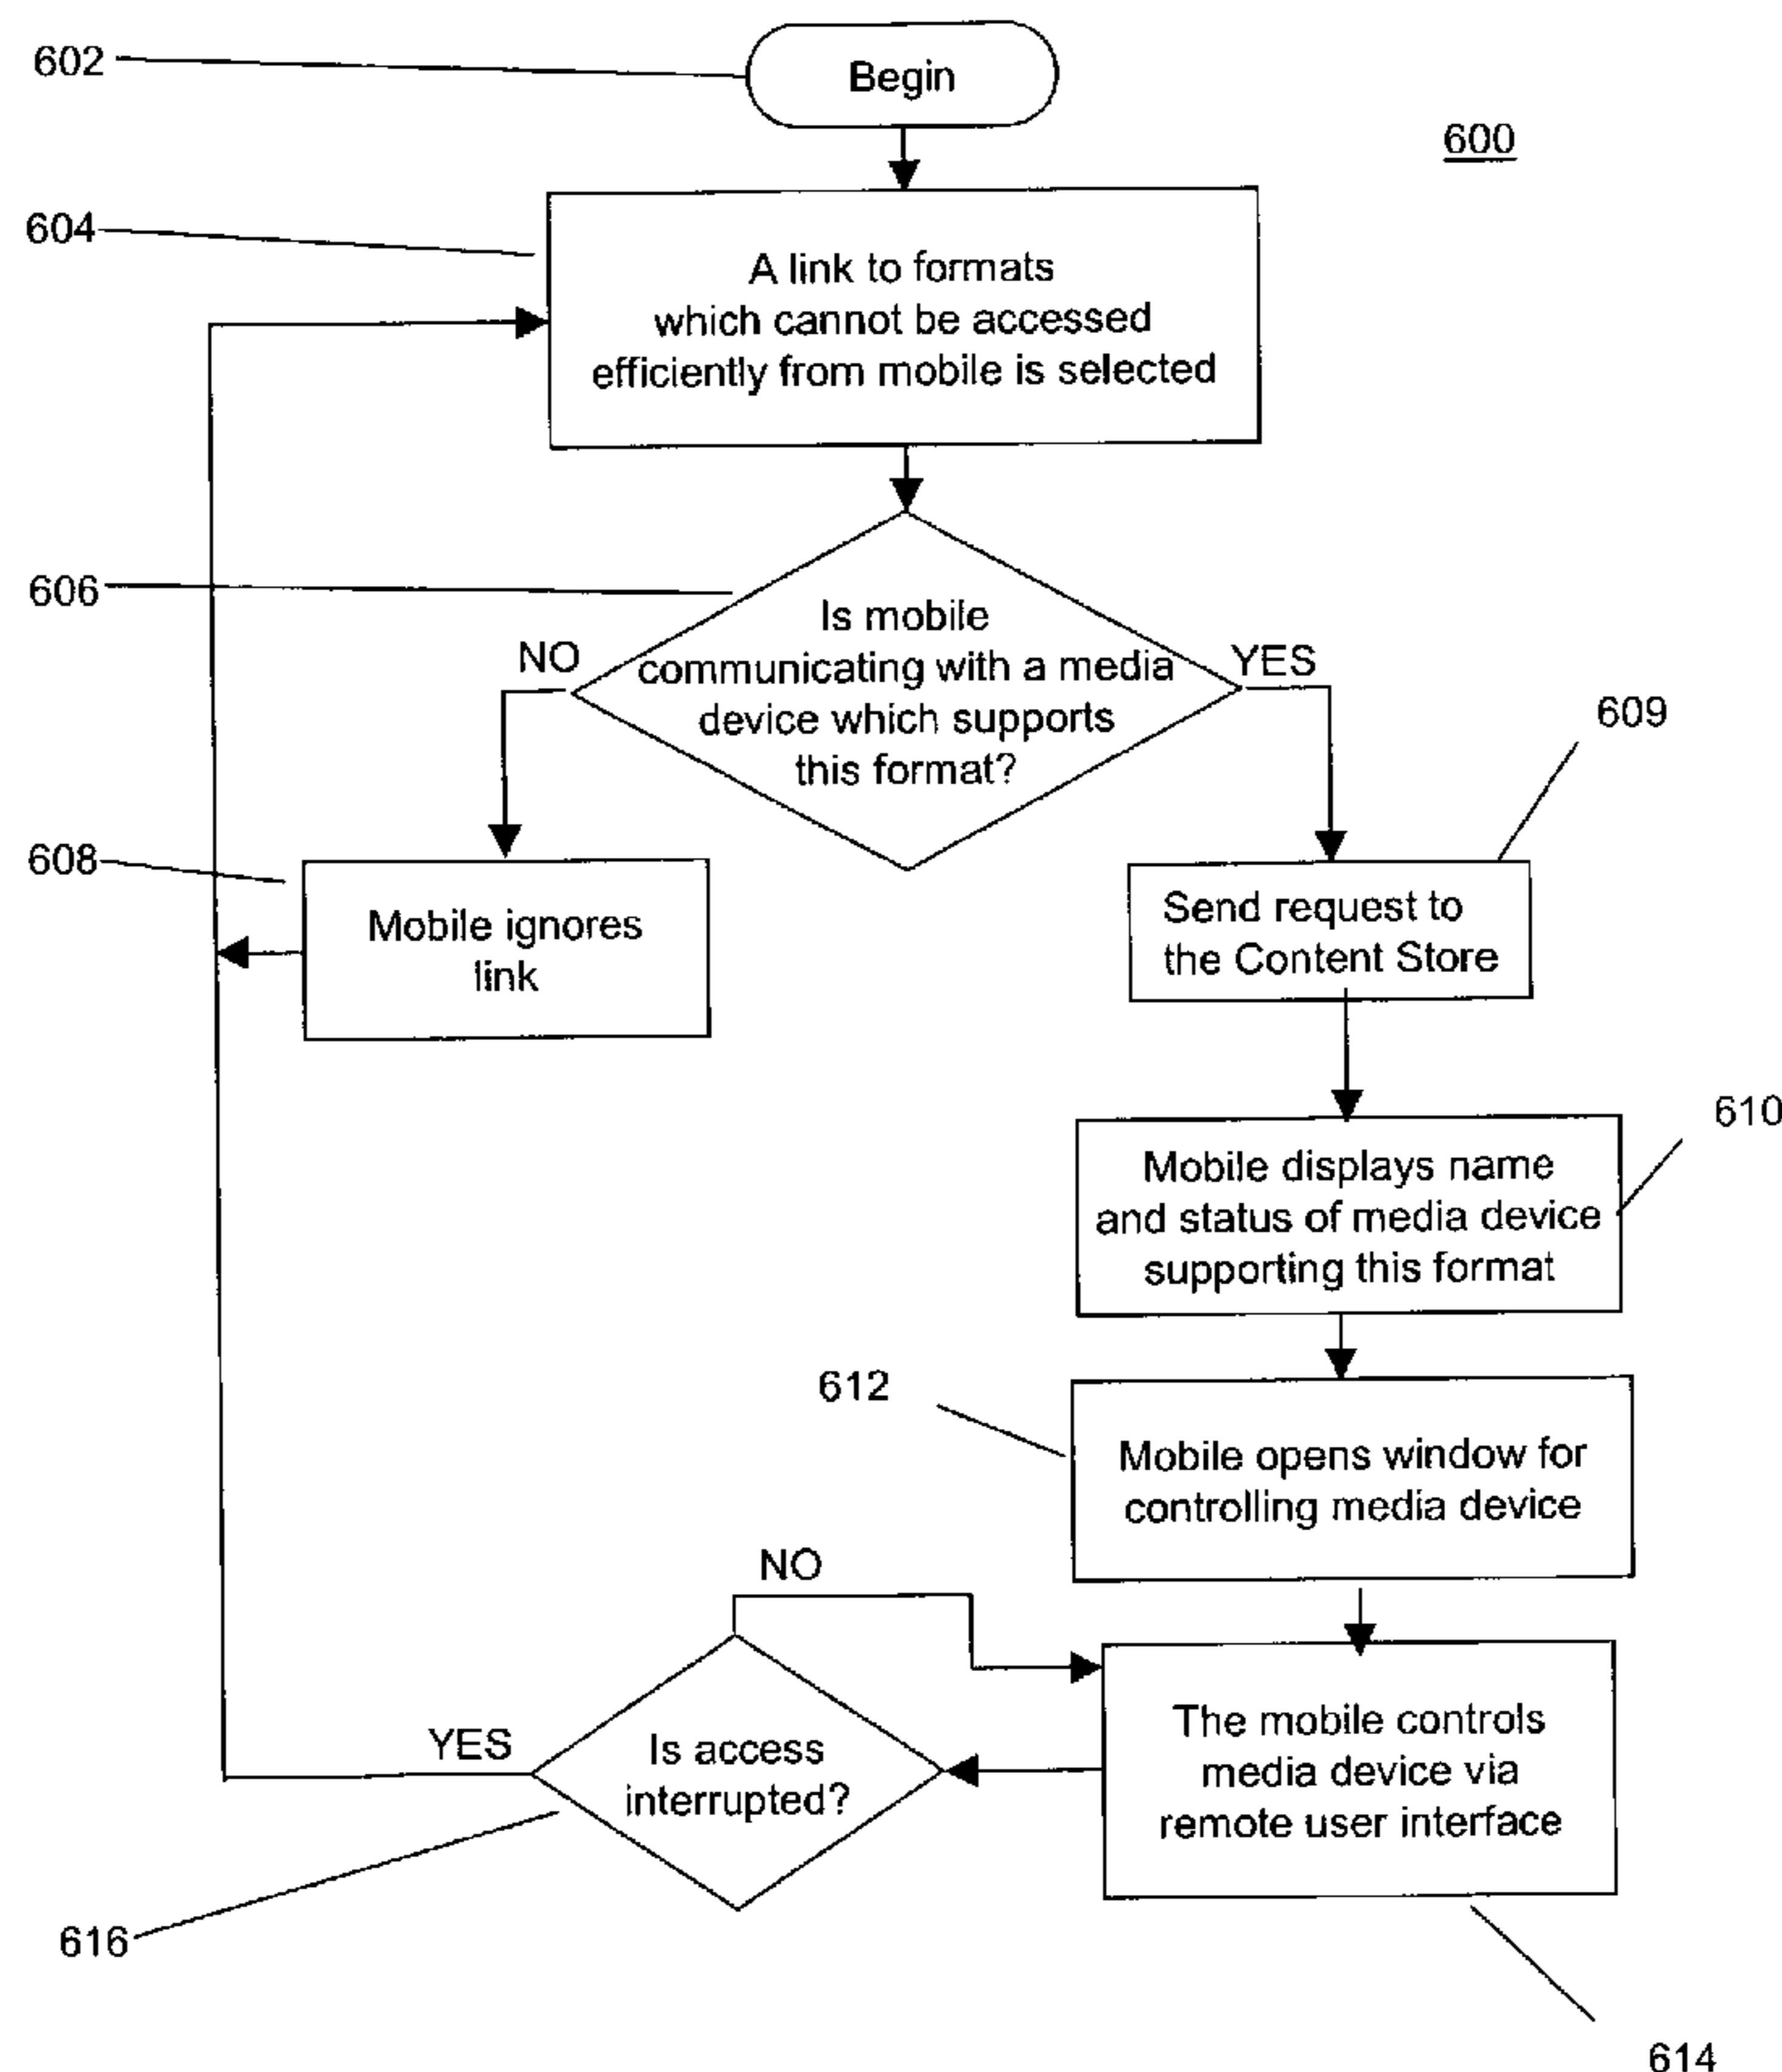 602
Begin
600
604
A link to formats
which cannot be accessed
efficiently from mobile is selected
606
Is mobile
communicating with a media
device which supports
this format?
NO
YES
609
608
Mobile ignores
link
Send request to
the Content Store
610
Mobile displays name
and status of media device
supporting this format
612
Mobile opens window for
controlling media device
NO
YES
Is access
interrupted?
The mobile controls
media device via
remote user interface
616
614